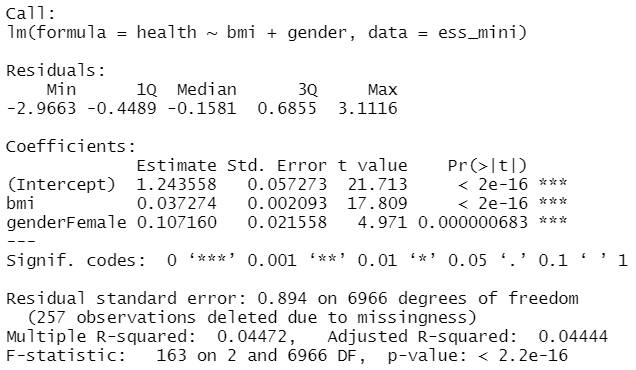 Call:
lm(formula = health ~ bmi + gender, data = ess_mini)
Residuals:
Min 1Q Median 3Q Max
-2.9663 -0.4489 -0.1581 0.6855 3.1116
Coefficients:
Estimate Std. Error t value Pr(>|t|)
(Intercept) 1.243558 0.057273 21.713 < 2e-16 ***
bmi 0.037274 0.002093 17.809 < 2e-16 ***
genderFemale 0.107160 0.021558 4.971 0.000000683 ***
---
Signif. codes: 0 ‘***’ 0.001 ‘**’ 0.01 ‘*’ 0.05 ‘.’ 0.1 ‘ ’ 1
Residual standard error: 0.894 on 6966 degrees of freedom
(257 observations deleted due to missingness)
Multiple R-squared: 0.04472, Adjusted R-squared: 0.04444
F-statistic: 163 on 2 and 6966 DF, p-value: < 2.2e-16